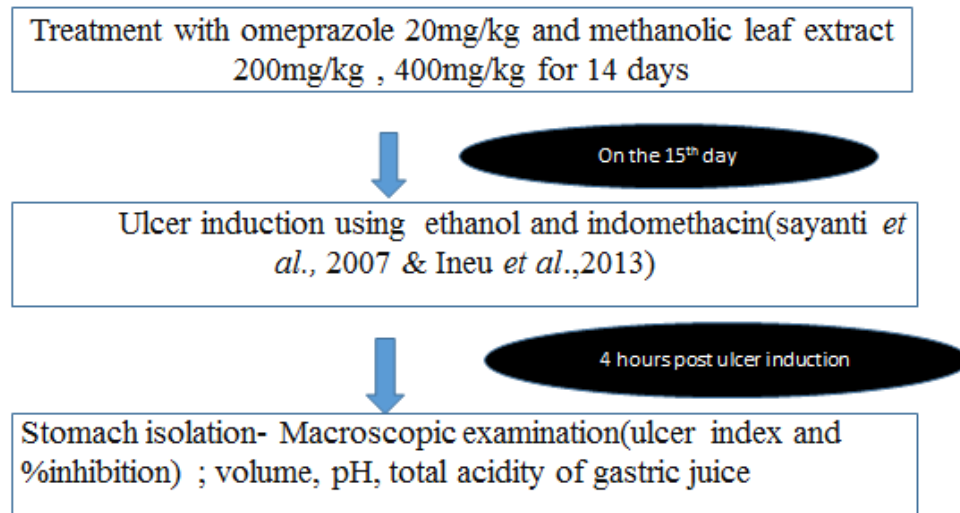 Treatment with omeprazole 20mg/kg and methanolic leaf extract
200mg/kg , 400mg/kg for 14 days
On the 15th day
Ulcer induction using ethanol and indomethacin(sayanti et
al., 2007 & Ineu et al.,2013)
4 hours post ulcer induction
Stomach isolation- Macroscopic examination(ulcer index and
%inhibition) ; volume, pH, total acidity of gastric juice